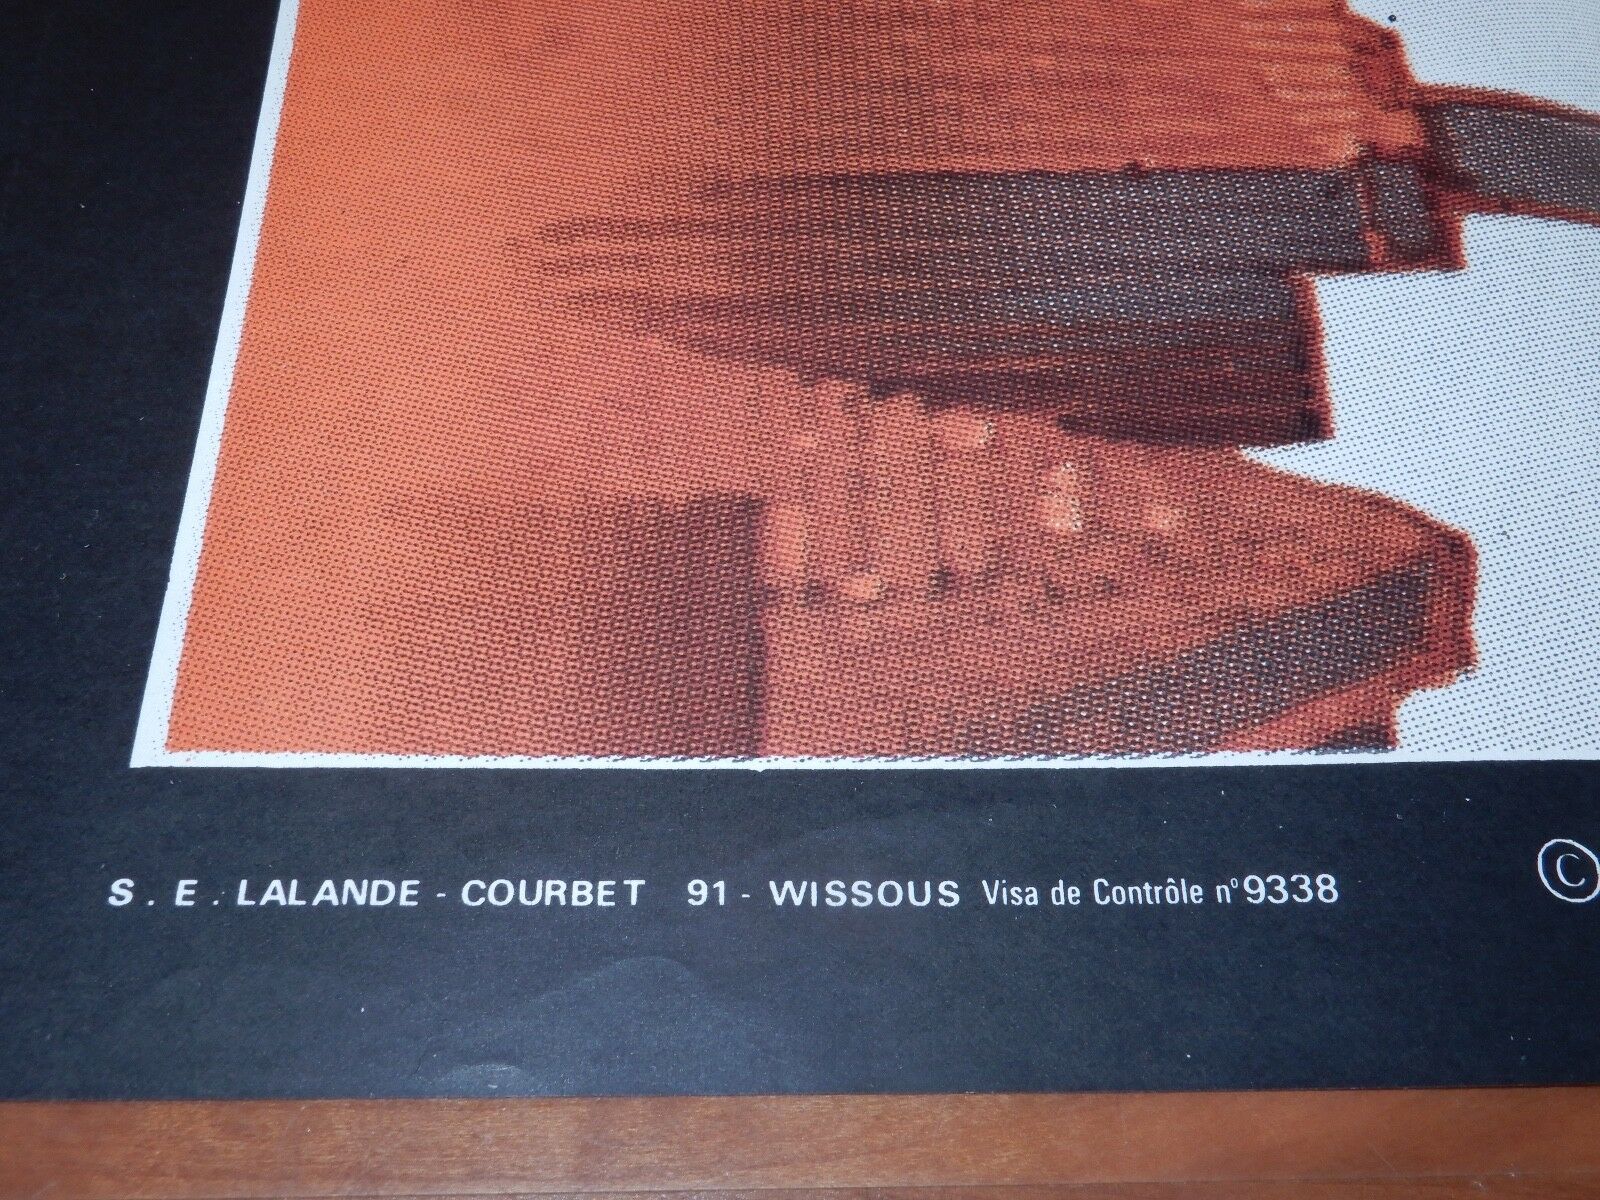 S . E . LALANDE - COURBET 91 - WISSOUS Visa de Contrôle n° 9338 ©